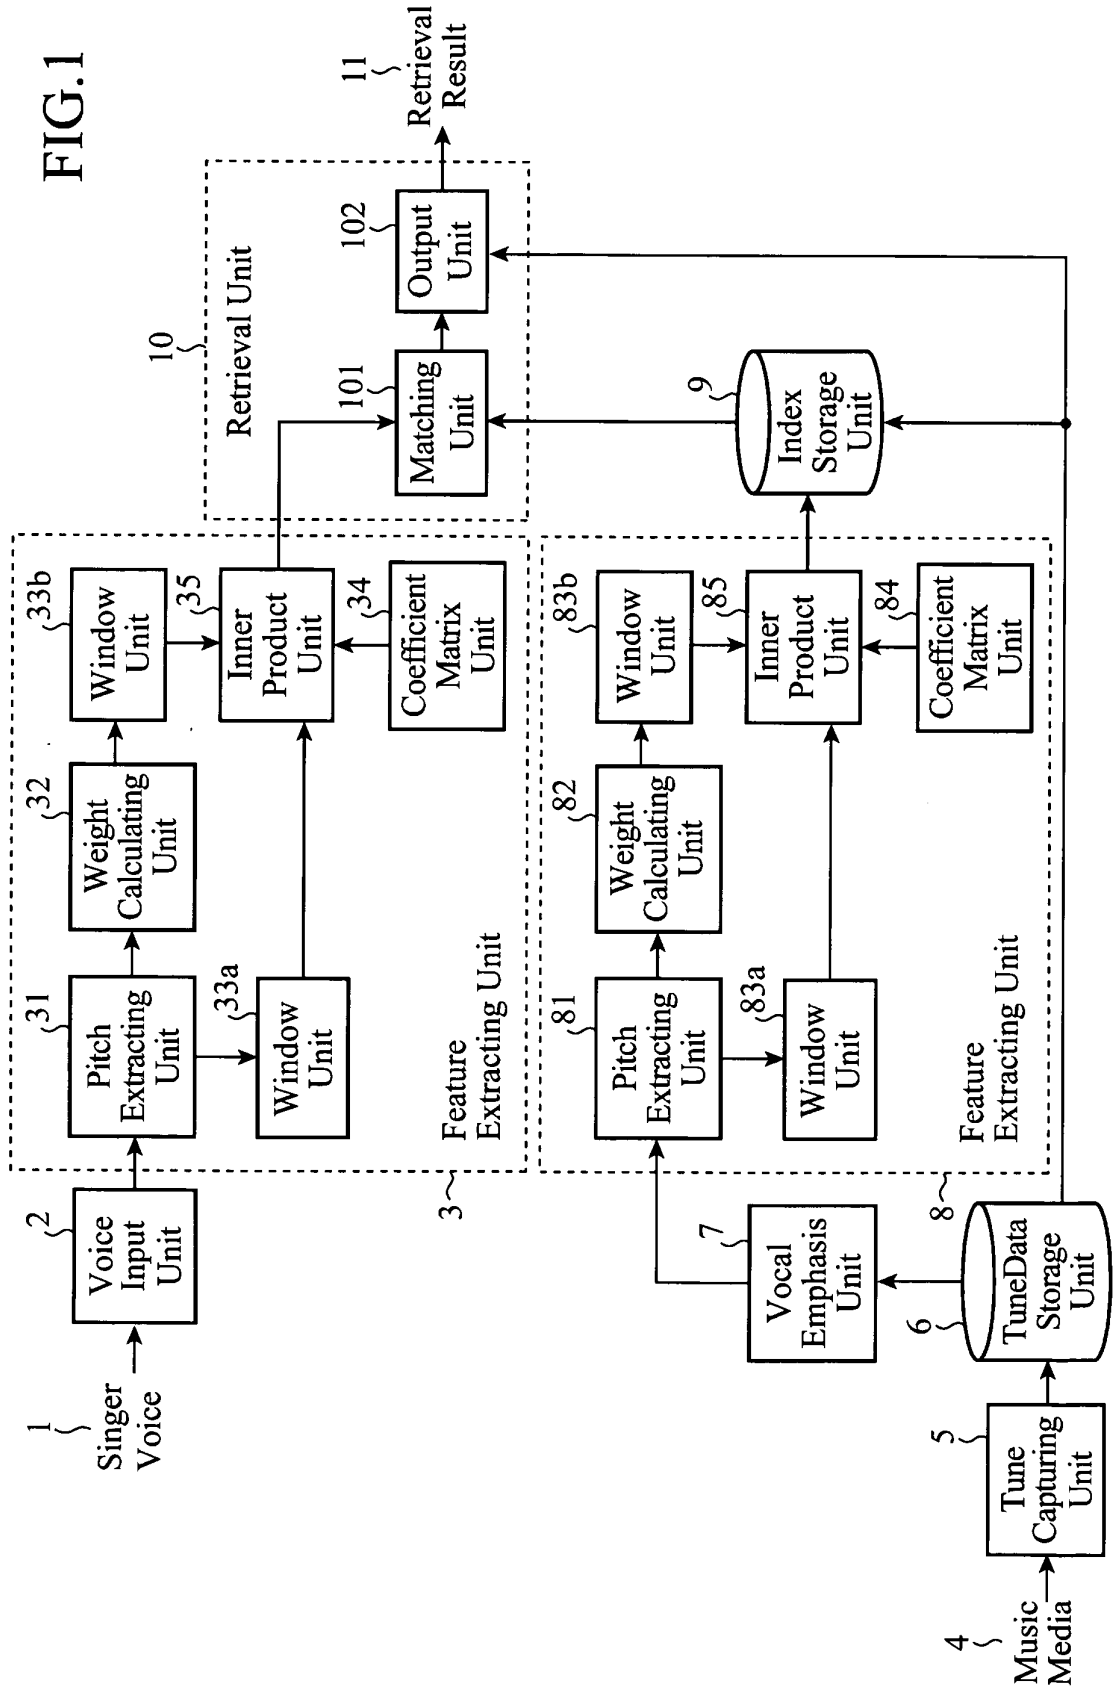 FIG.1
1
Singer
Voice
2
Voice
Input
Unit
3
Feature
Extracting Unit
31
Pitch
Extracting
Unit
32
Weight
Calculating
Unit
33b
Window
Unit
33a
Window
Unit
35
Inner
Product
Unit
34
Coefficient
Matrix
Unit
10
Retrieval Unit
101
Matching
Unit
102
Output
Unit
11
Retrieval
Result
4
Music
Media
5
Tune
Capturing
Unit
6
TuneData
Storage
Unit
7
Vocal
Emphasis
Unit
8
Feature
Extracting Unit
81
Pitch
Extracting
Unit
82
Weight
Calculating
Unit
83b
Window
Unit
83a
Window
Unit
85
Inner
Product
Unit
84
Coefficient
Matrix
Unit
9
Index
Storage
Unit